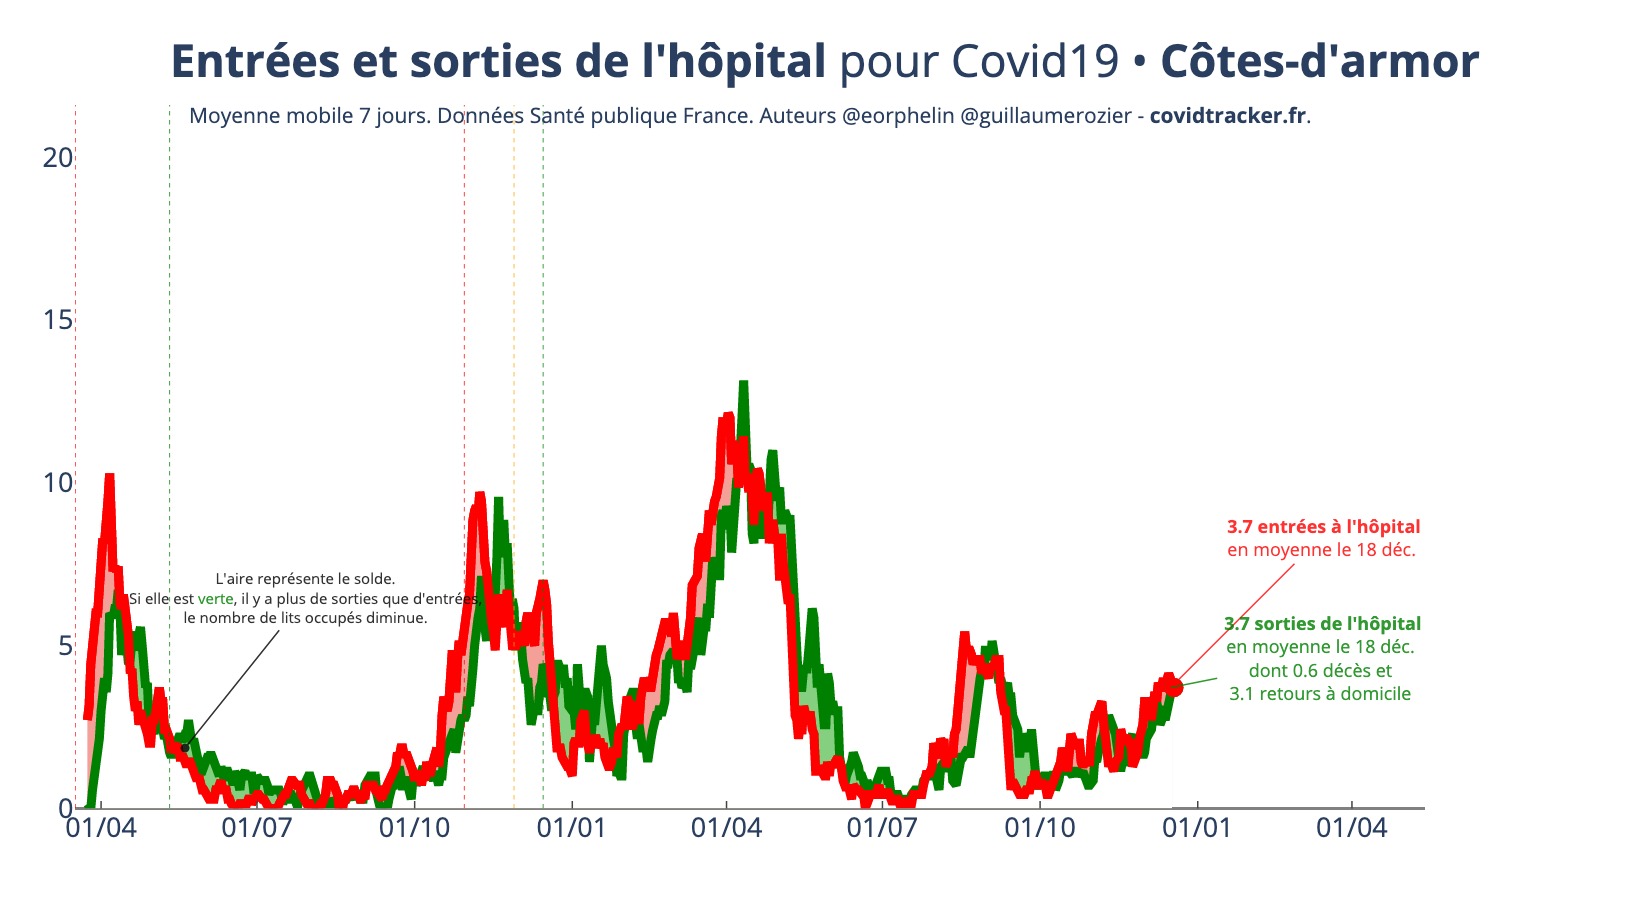 Entrées et sorties de l'hôpital pour Covid19 • Côtes-d'armor
Moyenne mobile 7 jours. Données Santé publique France. Auteurs @eorphelin @guillaumerozier - covidtracker.fr.
20
15
10
5
0
L'aire représente le solde.
Si elle est verte, il y a plus de sorties que d'entrées,
le nombre de lits occupés diminue.
3.7 entrées à l'hôpital
en moyenne le 18 déc.
3.7 sorties de l'hôpital
en moyenne le 18 déc.
dont 0.6 décès et
3.1 retours à domicile
01/04 01/07 01/10 01/01 01/04 01/07 01/10 01/01 01/04